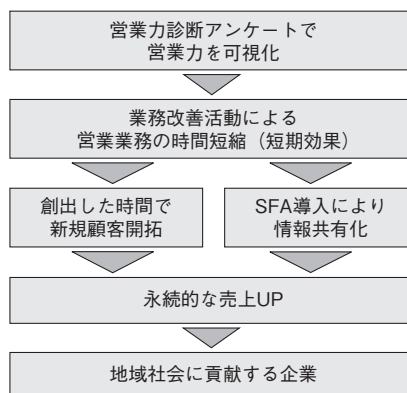 営業力診断アンケートで
営業力を可視化
業務改善活動による
営業業務の時間短縮（短期効果）
創出した時間で
新規顧客開拓
SFA導入により
情報共有化
永続的な売上UP
地域社会に貢献する企業